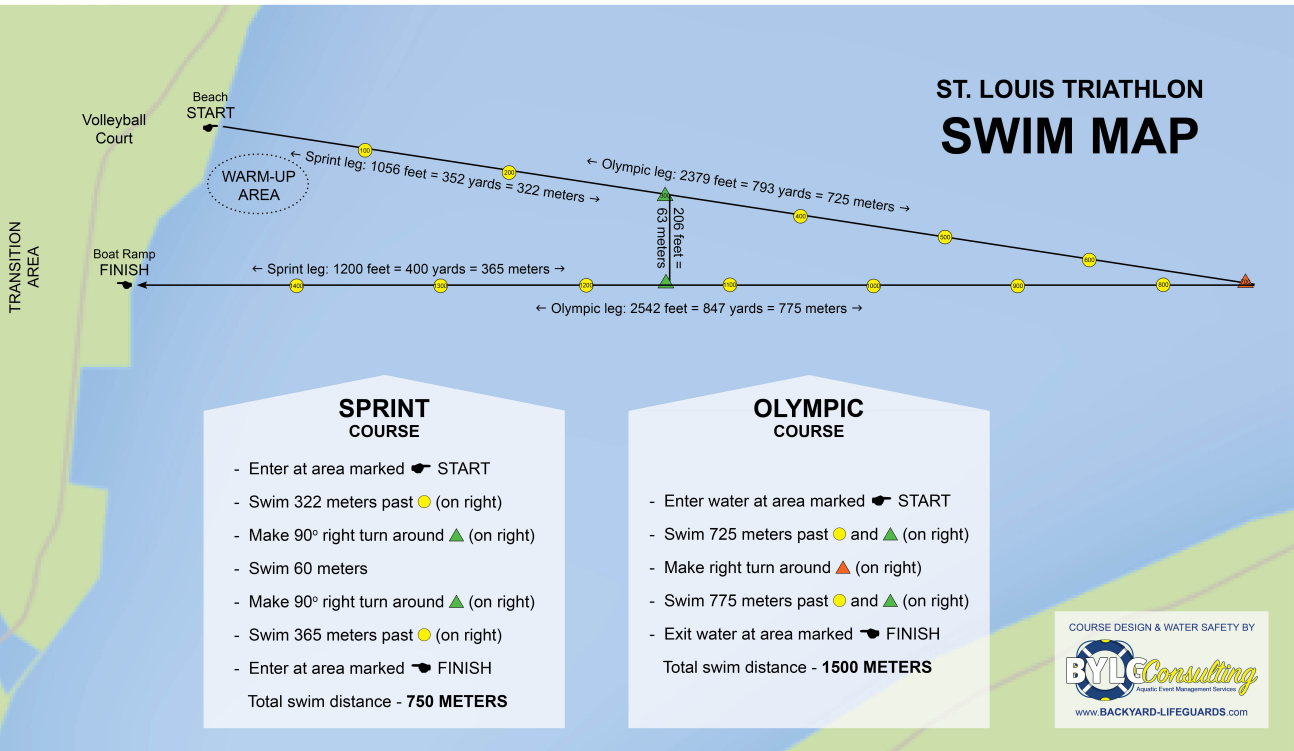 ST. LOUIS TRIATHLON
SWIM MAP
Beach
START
Volleyball
Court
WARM-UP
AREA
TRANSITION
AREA
Boat Ramp
FINISH
100
200
← Sprint leg: 1056 feet = 352 yards = 322 meters →
← Olympic leg: 2379 feet = 793 yards = 725 meters →
400
500
600
206 feet =
63 meters
← Sprint leg: 1200 feet = 400 yards = 365 meters →
1400
1300
1200
1100
1000
900
800
← Olympic leg: 2542 feet = 847 yards = 775 meters →
SPRINT
COURSE
- Enter at area marked START
- Swim 322 meters past (on right)
- Make 90º right turn around (on right)
- Swim 60 meters
- Make 90º right turn around (on right)
- Swim 365 meters past (on right)
- Enter at area marked FINISH
Total swim distance - 750 METERS
OLYMPIC
COURSE
- Enter water at area marked START
- Swim 725 meters past and (on right)
- Make right turn around (on right)
- Swim 775 meters past and (on right)
- Exit water at area marked FINISH
Total swim distance - 1500 METERS
COURSE DESIGN & WATER SAFETY BY
BYLG Consulting
Aquatic Event Management Services
www.BACKYARD-LIFEGUARDS.com